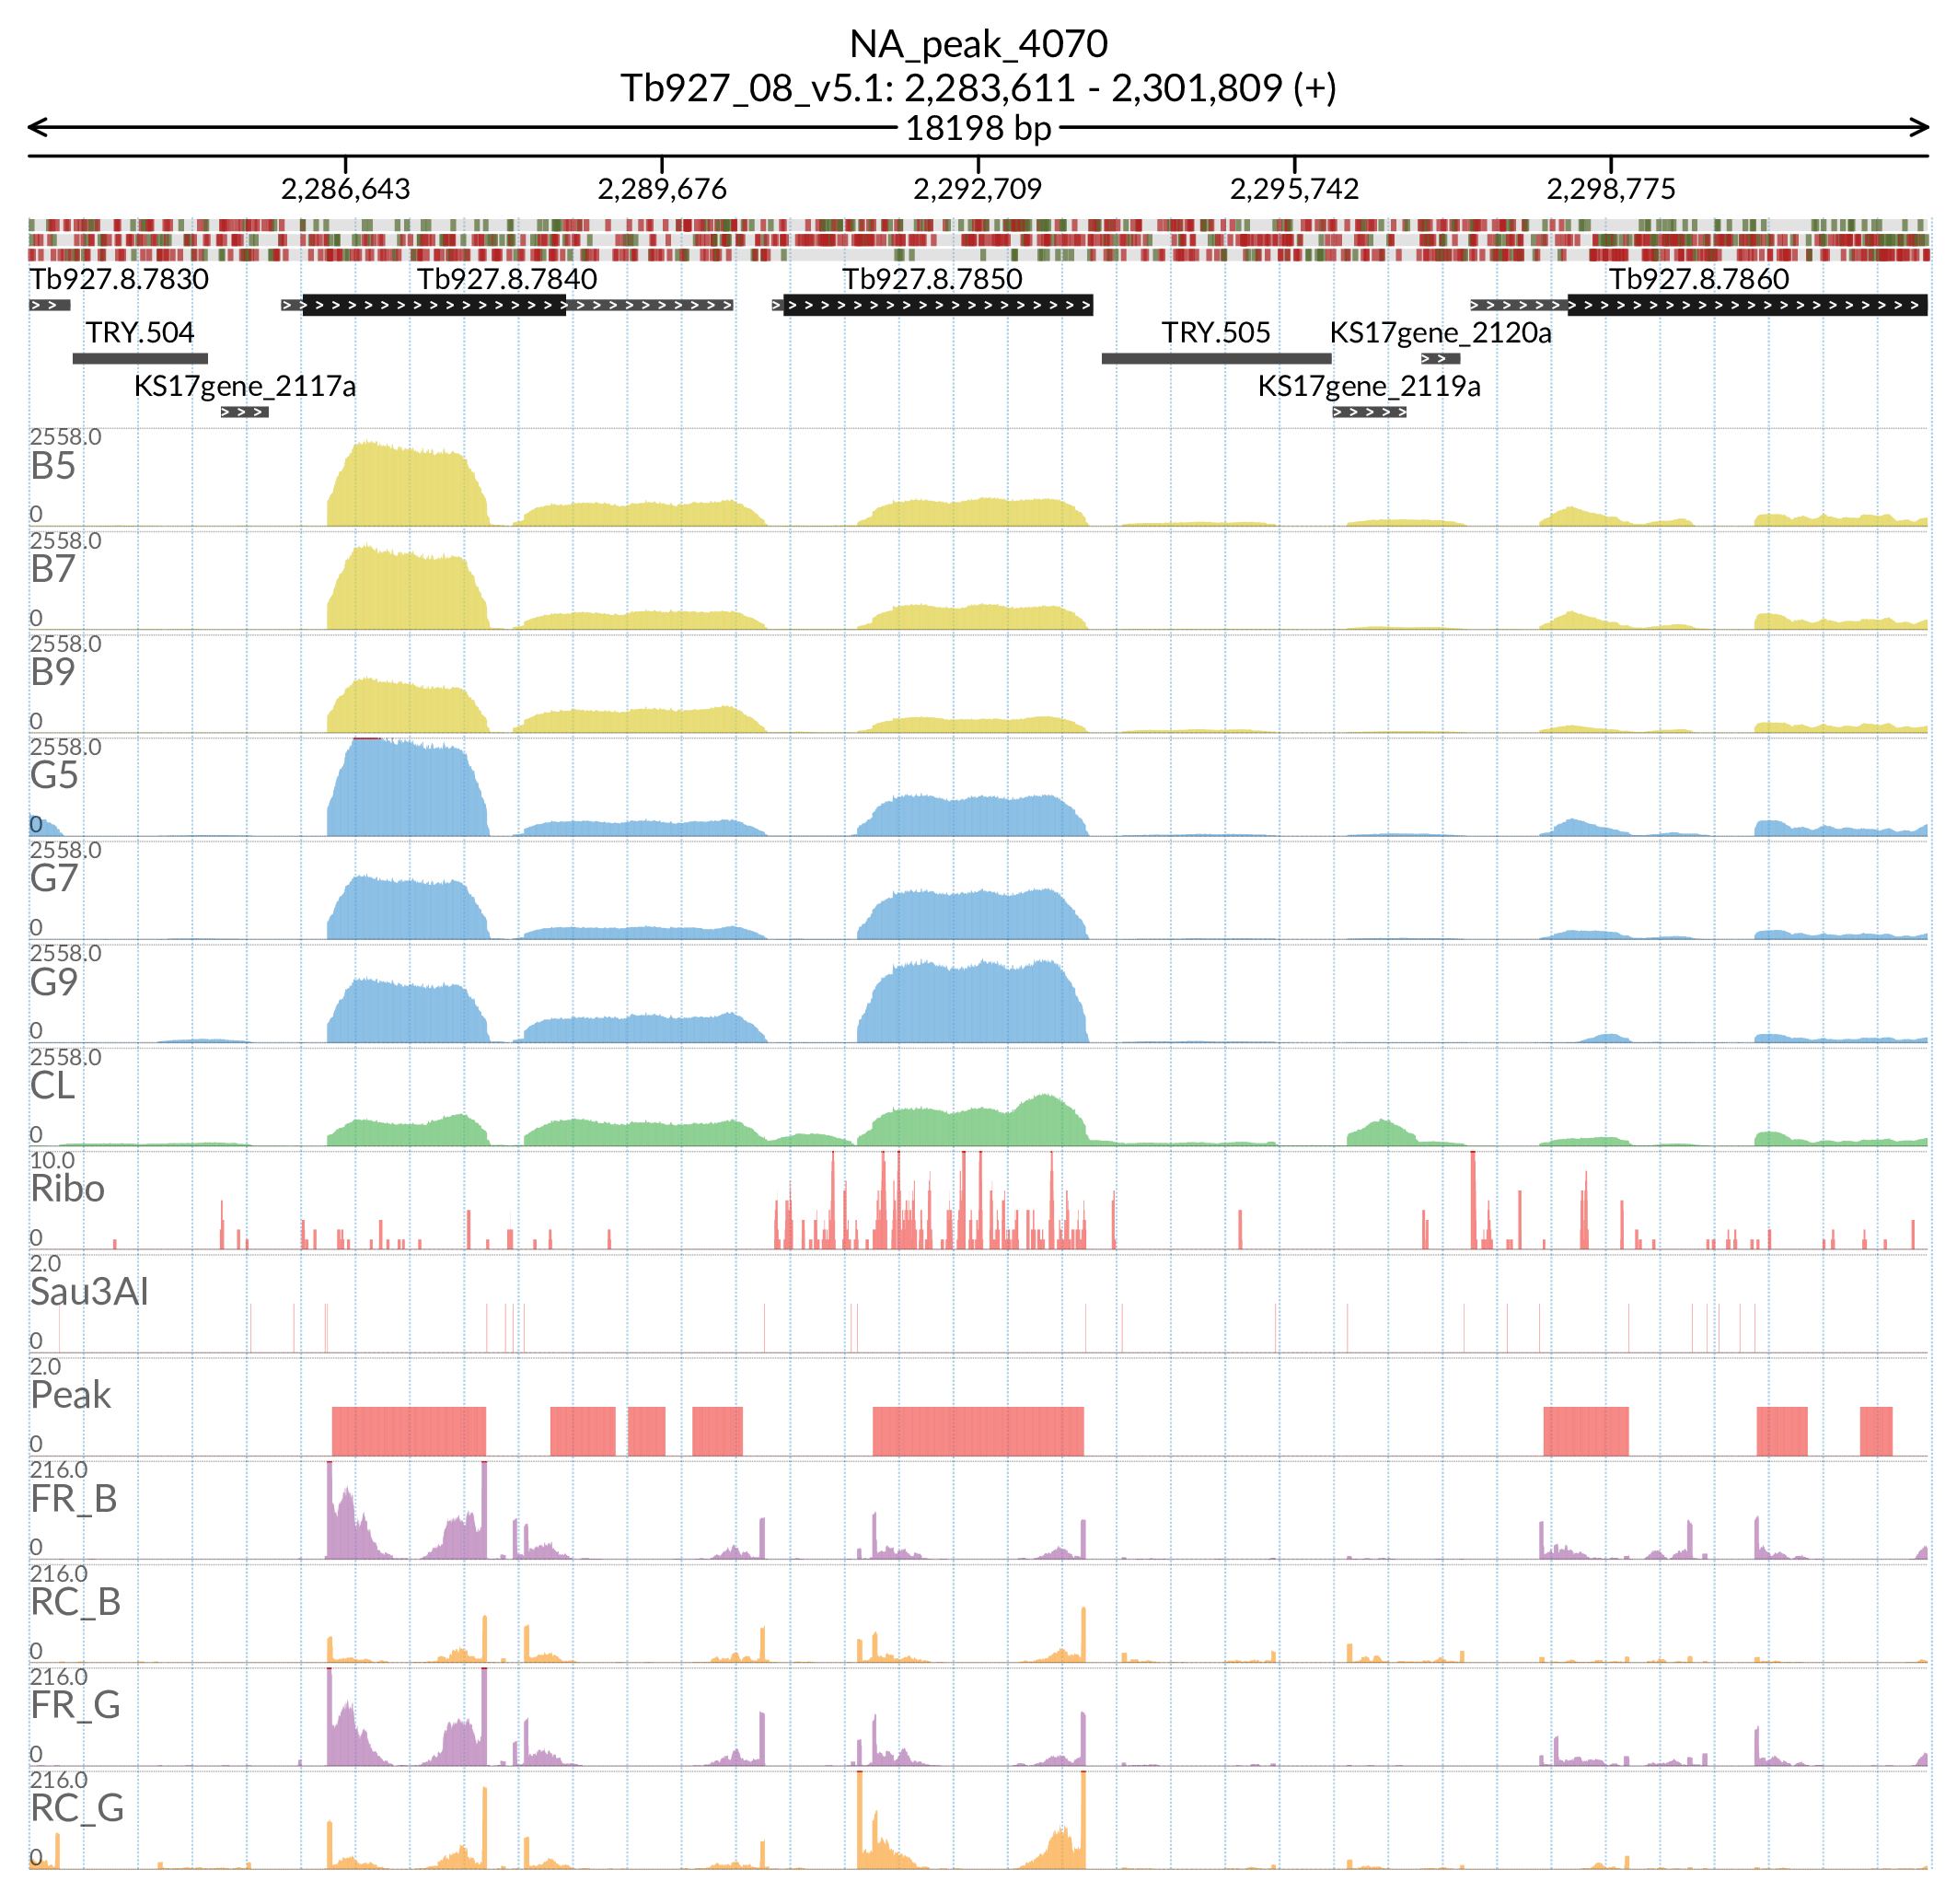 NA_peak_4070
Tb927_08_v5.1: 2,283,611 - 2,301,809 (+)
18198 bp
2,286,643 2,289,676 2,292,709 2,295,742 2,298,775
Tb927.8.7830 Tb927.8.7840 Tb927.8.7850 Tb927.8.7860
TRY.504 TRY.505 KS17gene_2120a
KS17gene_2117a KS17gene_2119a
2558.0
B5
0
2558.0
B7
0
2558.0
B9
0
2558.0
G5
0
2558.0
G7
0
2558.0
G9
0
2558.0
CL
0
10.0
Ribo
0
2.0
Sau3AI
0
2.0
Peak
0
216.0
FR_B
0
216.0
RC_B
0
216.0
FR_G
0
216.0
RC_G
0